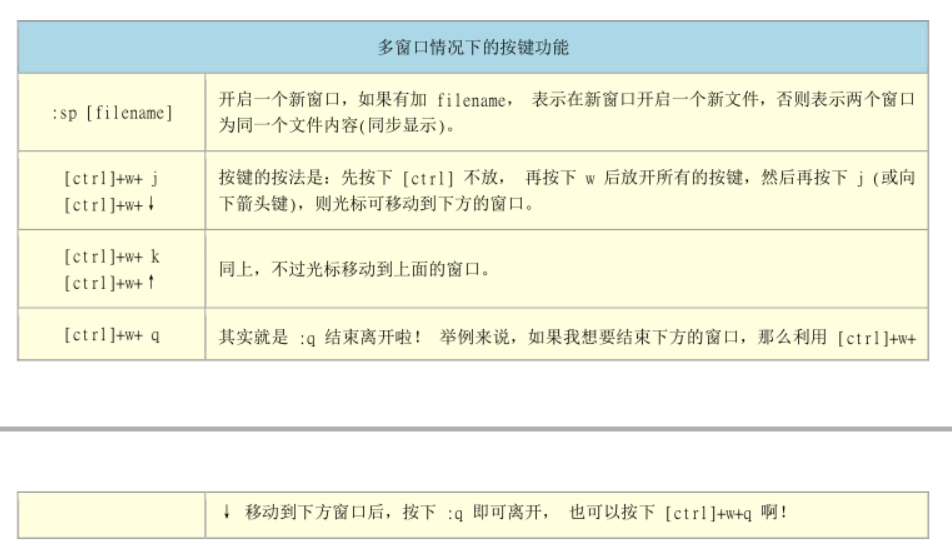 多窗口情况下的按键功能
:sp [filename]
开启一个新窗口，如果有加 filename， 表示在新窗口开启一个新文件，否则表示两个窗口
为同一个文件内容(同步显示)。
[ctrl]+w+ j
[ctrl]+w+↓
按键的按法是：先按下 [ctrl] 不放， 再按下 w 后放开所有的按键，然后再按下 j (或向
下箭头键)，则光标可移动到下方的窗口。
[ctrl]+w+ k
[ctrl]+w+↑
同上，不过光标移动到上面的窗口。
[ctrl]+w+ q
其实就是 :q 结束离开啦！ 举例来说，如果我想要结束下方的窗口，那么利用 [ctrl]+w+
↓ 移动到下方窗口后，按下 :q 即可离开， 也可以按下 [ctrl]+w+q 啊！